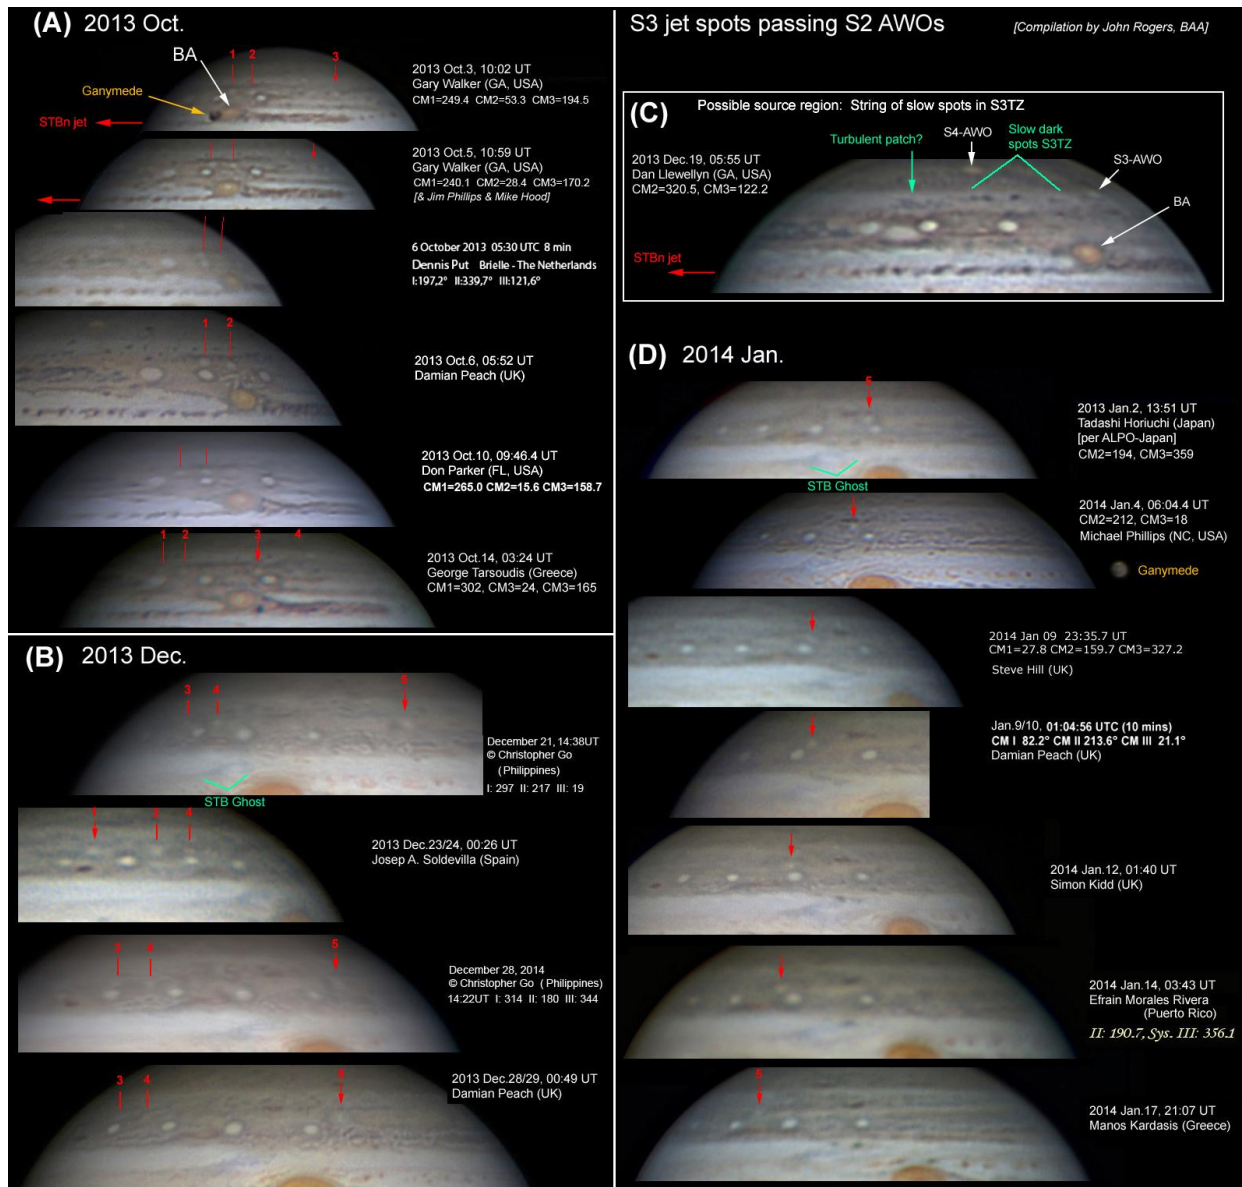 (A) 2013 Oct.
BA
1 2 3
Ganymede
STBn jet
2013 Oct.3, 10:02 UT
Gary Walker (GA, USA)
CM1=249.4 CM2=53.3 CM3=194.5
2013 Oct.5, 10:59 UT
Gary Walker (GA, USA)
CM1=240.1 CM2=28.4 CM3=170.2
[& Jim Phillips & Mike Hood]
6 October 2013 05:30 UTC 8 min
Dennis Put Brielle - The Netherlands
I:197,2° II:339,7° III:121,6°
1 2
2013 Oct.6, 05:52 UT
Damian Peach (UK)
2013 Oct.10, 09:46.4 UT
Don Parker (FL, USA)
CM1=265.0 CM2=15.6 CM3=158.7
1 2 3 4
2013 Oct.14, 03:24 UT
George Tarsoudis (Greece)
CM1=302, CM3=24, CM3=165
(B) 2013 Dec.
3 4 5
December 21, 14:38UT
© Christopher Go
(Philippines)
I: 297 II: 217 III: 19
STB Ghost
4
2013 Dec.23/24, 00:26 UT
Josep A. Soldevilla (Spain)
3 4 5
December 28, 2014
© Christopher Go (Philippines)
14:22UT I: 314 II: 180 III: 344
3 4 5
2013 Dec.28/29, 00:49 UT
Damian Peach (UK)
S3 jet spots passing S2 AWOs
[Compilation by John Rogers, BAA]
(C) Possible source region: String of slow spots in S3TZ
2013 Dec.19, 05:55 UT
Dan Llewellyn (GA, USA)
CM2=320.5, CM3=122.2
Turbulent patch?
S4-AWO
Slow dark
spots S3TZ
S3-AWO
BA
STBn jet
(D) 2014 Jan.
5
2013 Jan.2, 13:51 UT
Tadashi Horiuchi (Japan)
[per ALPO-Japan]
CM2=194, CM3=359
STB Ghost
2014 Jan.4, 06:04.4 UT
CM2=212, CM3=18
Michael Phillips (NC, USA)
Ganymede
2014 Jan 09 23:35.7 UT
CM1=27.8 CM2=159.7 CM3=327.2
Steve Hill (UK)
Jan.9/10, 01:04:56 UTC (10 mins)
CM I 82.2° CM II 213.6° CM III 21.1°
Damian Peach (UK)
2014 Jan.12, 01:40 UT
Simon Kidd (UK)
2014 Jan.14, 03:43 UT
Efrain Morales Rivera
(Puerto Rico)
II: 190.7, Sys. III: 356.1
5
2014 Jan.17, 21:07 UT
Manos Kardasis (Greece)